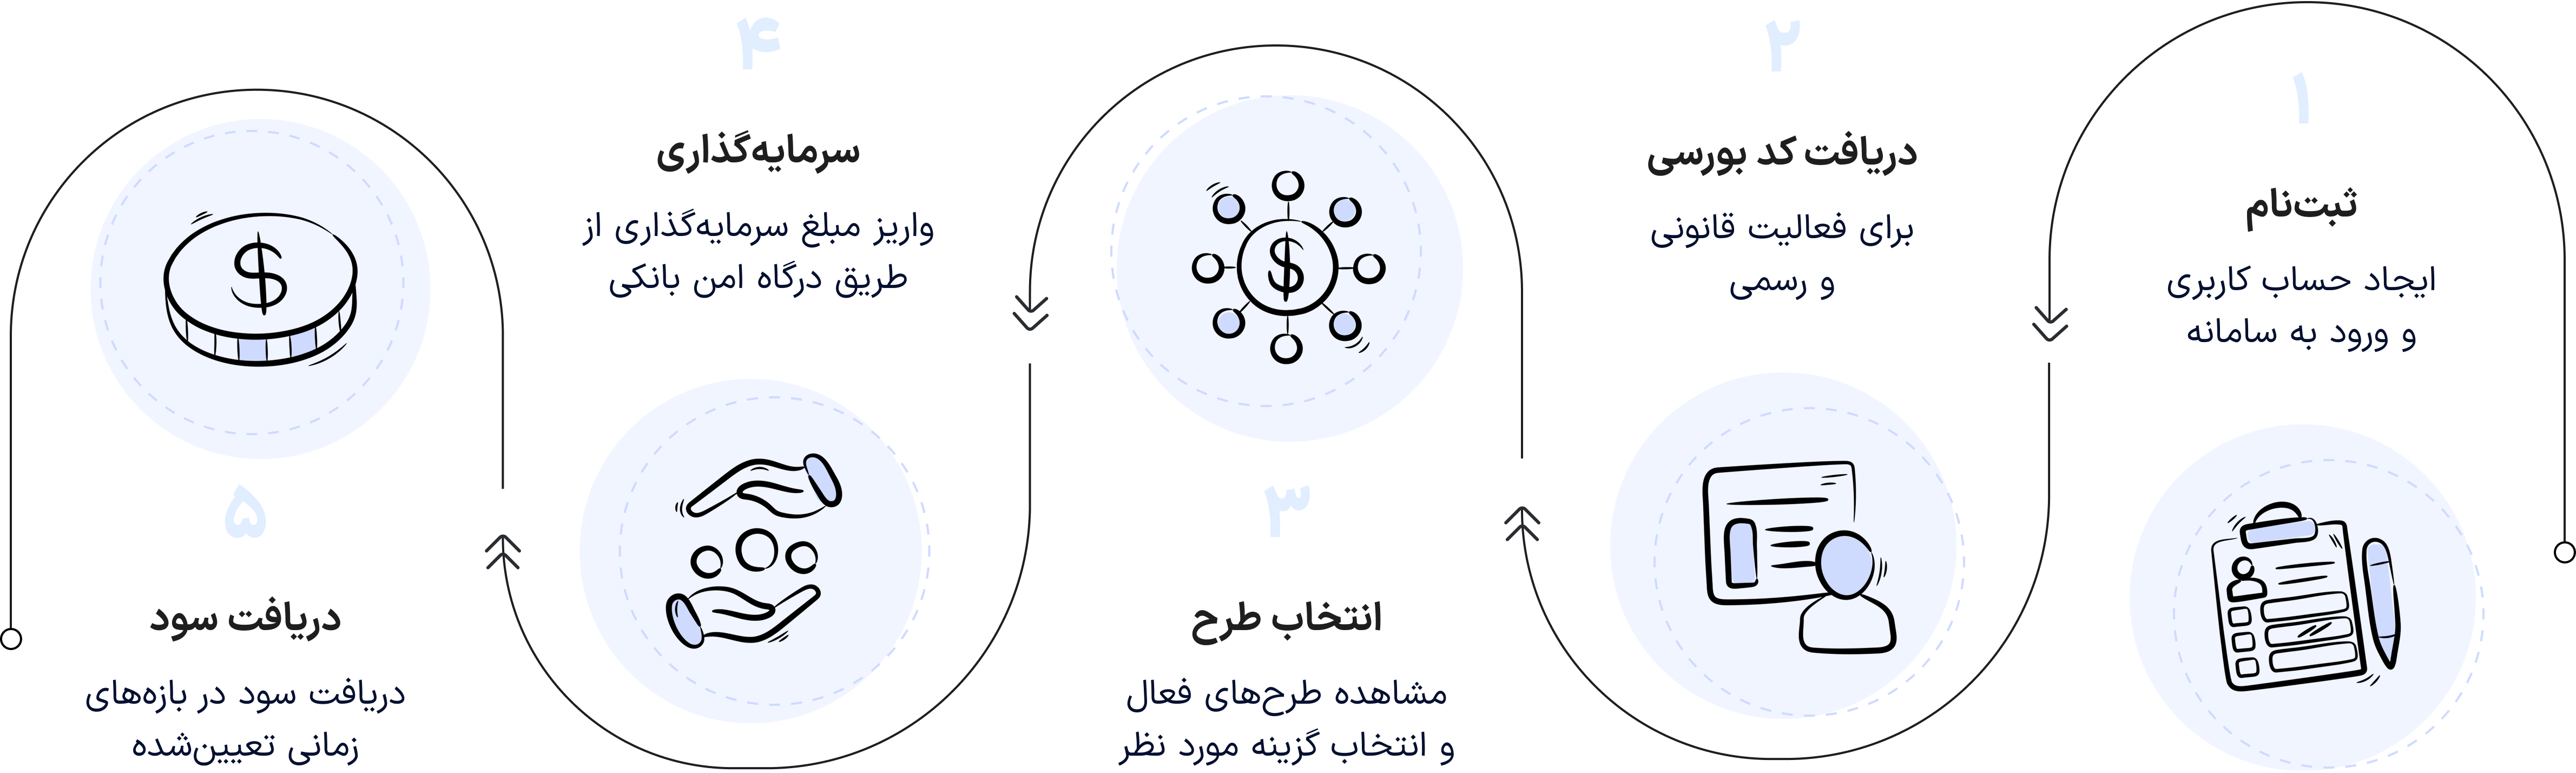 ۱
ثبت‌نام
ایجاد حساب کاربری
و ورود به سامانه
۲
دریافت کد بورسی
برای فعالیت قانونی
و رسمی
۳
انتخاب طرح
مشاهده طرح‌های فعال
و انتخاب گزینه مورد نظر
۴
سرمایه‌گذاری
واریز مبلغ سرمایه‌گذاری از
طریق درگاه امن بانکی
۵
دریافت سود
دریافت سود در بازه‌های
زمانی تعیین‌شده
$
$